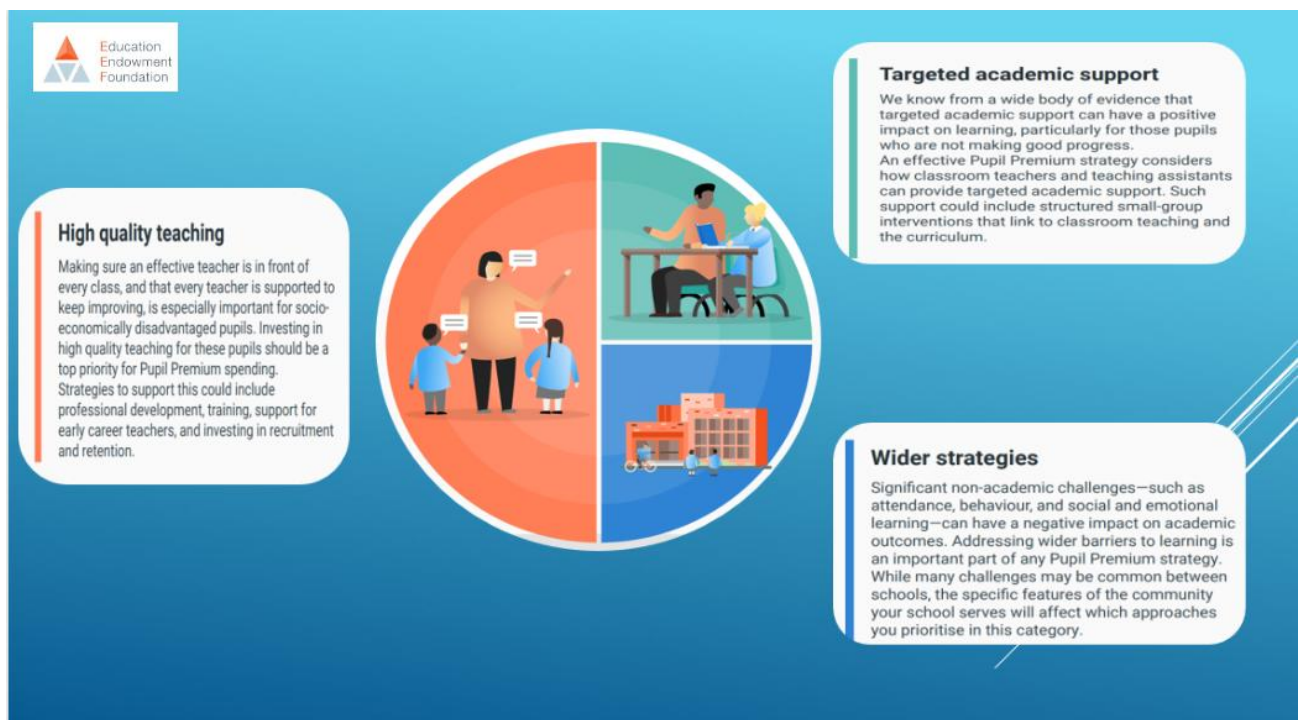 Education
Endowment
Foundation
High quality teaching
Making sure an effective teacher is in front of
every class, and that every teacher is supported to
keep improving, is especially important for socio-
economically disadvantaged pupils. Investing in
high quality teaching for these pupils should be a
top priority for Pupil Premium spending.
Strategies to support this could include
professional development, training, support for
early career teachers, and investing in recruitment
and retention.
Targeted academic support
We know from a wide body of evidence that
targeted academic support can have a positive
impact on learning, particularly for those pupils
who are not making good progress.
An effective Pupil Premium strategy considers
how classroom teachers and teaching assistants
can provide targeted academic support. Such
support could include structured small-group
interventions that link to classroom teaching and
the curriculum.
Wider strategies
Significant non-academic challenges—such as
attendance, behaviour, and social and emotional
learning—can have a negative impact on academic
outcomes. Addressing wider barriers to learning is
an important part of any Pupil Premium strategy.
While many challenges may be common between
schools, the specific features of the community
your school serves will affect which approaches
you prioritise in this category.